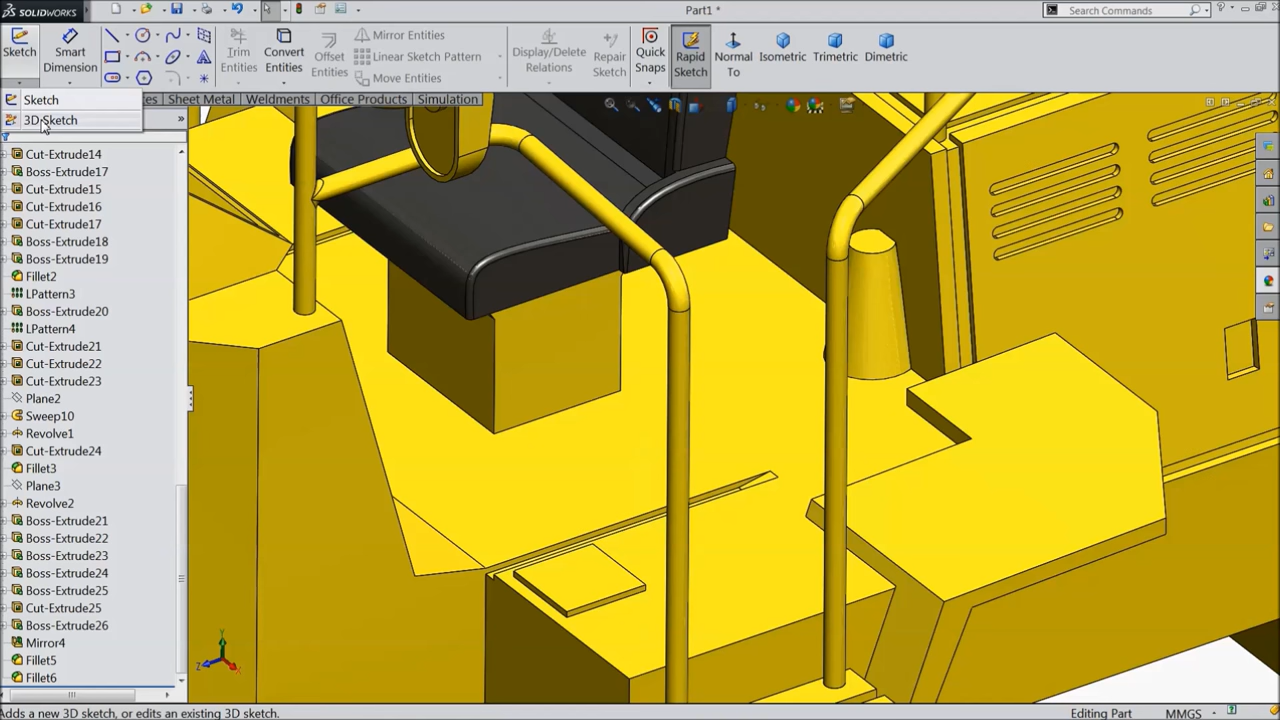 SOLIDWORKS
Part1 *
Search Commands
Sketch
Smart Dimension
Trim Entities
Convert Entities
Offset Entities
Mirror Entities
Linear Sketch Pattern
Move Entities
Display/Delete Relations
Repair Sketch
Quick Snaps
Rapid Sketch
Normal To
Isometric
Trimetric
Dimetric
Sketch
3D Sketch
es
Sheet Metal
Weldments
Office Products
Simulation
Cut-Extrude14
Boss-Extrude17
Cut-Extrude15
Cut-Extrude16
Cut-Extrude17
Boss-Extrude18
Boss-Extrude19
Fillet2
LPattern3
Boss-Extrude20
LPattern4
Cut-Extrude21
Cut-Extrude22
Cut-Extrude23
Plane2
Sweep10
Revolve1
Cut-Extrude24
Fillet3
Plane3
Revolve2
Boss-Extrude21
Boss-Extrude22
Boss-Extrude23
Boss-Extrude24
Boss-Extrude25
Cut-Extrude25
Boss-Extrude26
Mirror4
Fillet5
Fillet6
Y
Z
X
Adds a new 3D sketch, or edits an existing 3D sketch.
Editing Part
MMGS